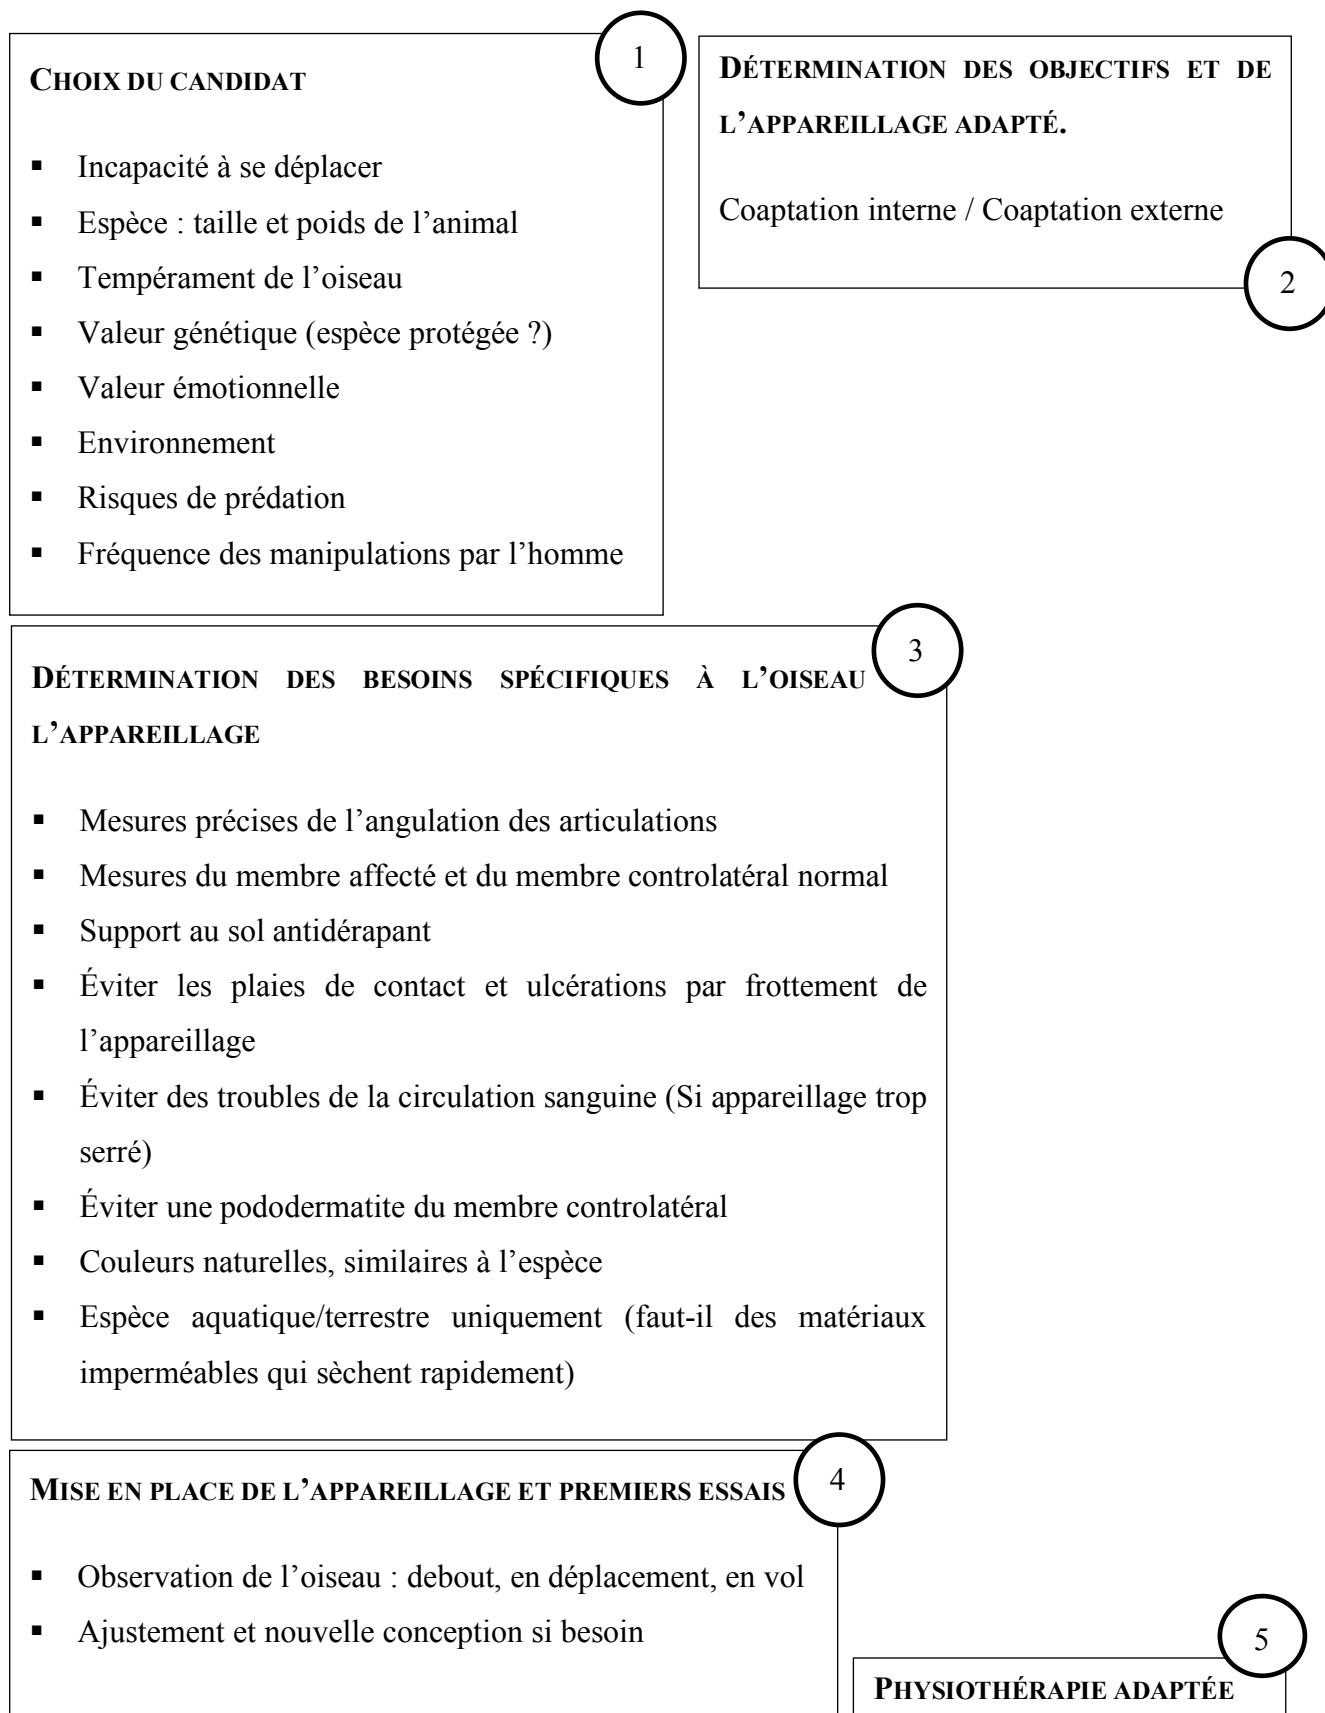 1
CHOIX DU CANDIDAT
▪ Incapacité à se déplacer
▪ Espèce : taille et poids de l’animal
▪ Tempérament de l’oiseau
▪ Valeur génétique (espèce protégée ?)
▪ Valeur émotionnelle
▪ Environnement
▪ Risques de prédation
▪ Fréquence des manipulations par l’homme
DÉTERMINATION DES OBJECTIFS ET DE
L’APPAREILLAGE ADAPTÉ.
Coaptation interne / Coaptation externe
2
3
DÉTERMINATION DES BESOINS SPÉCIFIQUES À L’OISEAU
L’APPAREILLAGE
▪ Mesures précises de l’angulation des articulations
▪ Mesures du membre affecté et du membre controlatéral normal
▪ Support au sol antidérapant
▪ Éviter les plaies de contact et ulcérations par frottement de
l’appareillage
▪ Éviter des troubles de la circulation sanguine (Si appareillage trop
serré)
▪ Éviter une pododermatite du membre controlatéral
▪ Couleurs naturelles, similaires à l’espèce
▪ Espèce aquatique/terrestre uniquement (faut-il des matériaux
imperméables qui sèchent rapidement)
4
MISE EN PLACE DE L’APPAREILLAGE ET PREMIERS ESSAIS
▪ Observation de l’oiseau : debout, en déplacement, en vol
▪ Ajustement et nouvelle conception si besoin
5
PHYSIOTHÉRAPIE ADAPTÉE